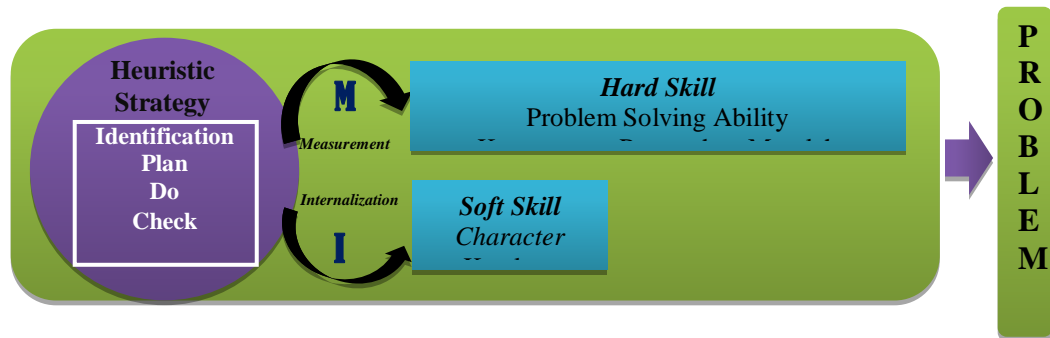 Heuristic
Strategy
Identification
Plan
Do
Check
M
Measurement
Internalization
I
Hard Skill
Problem Solving Ability
Soft Skill
Character
P
R
O
B
L
E
M